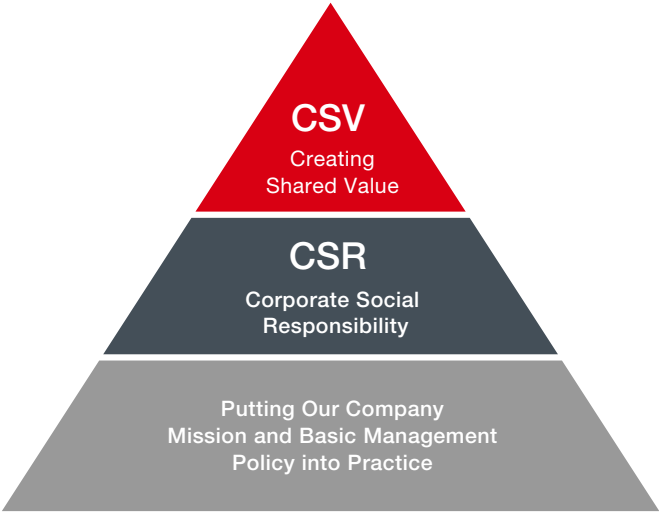 CSV
Creating
Shared Value
CSR
Corporate Social
Responsibility
Putting Our Company
Mission and Basic Management
Policy into Practice